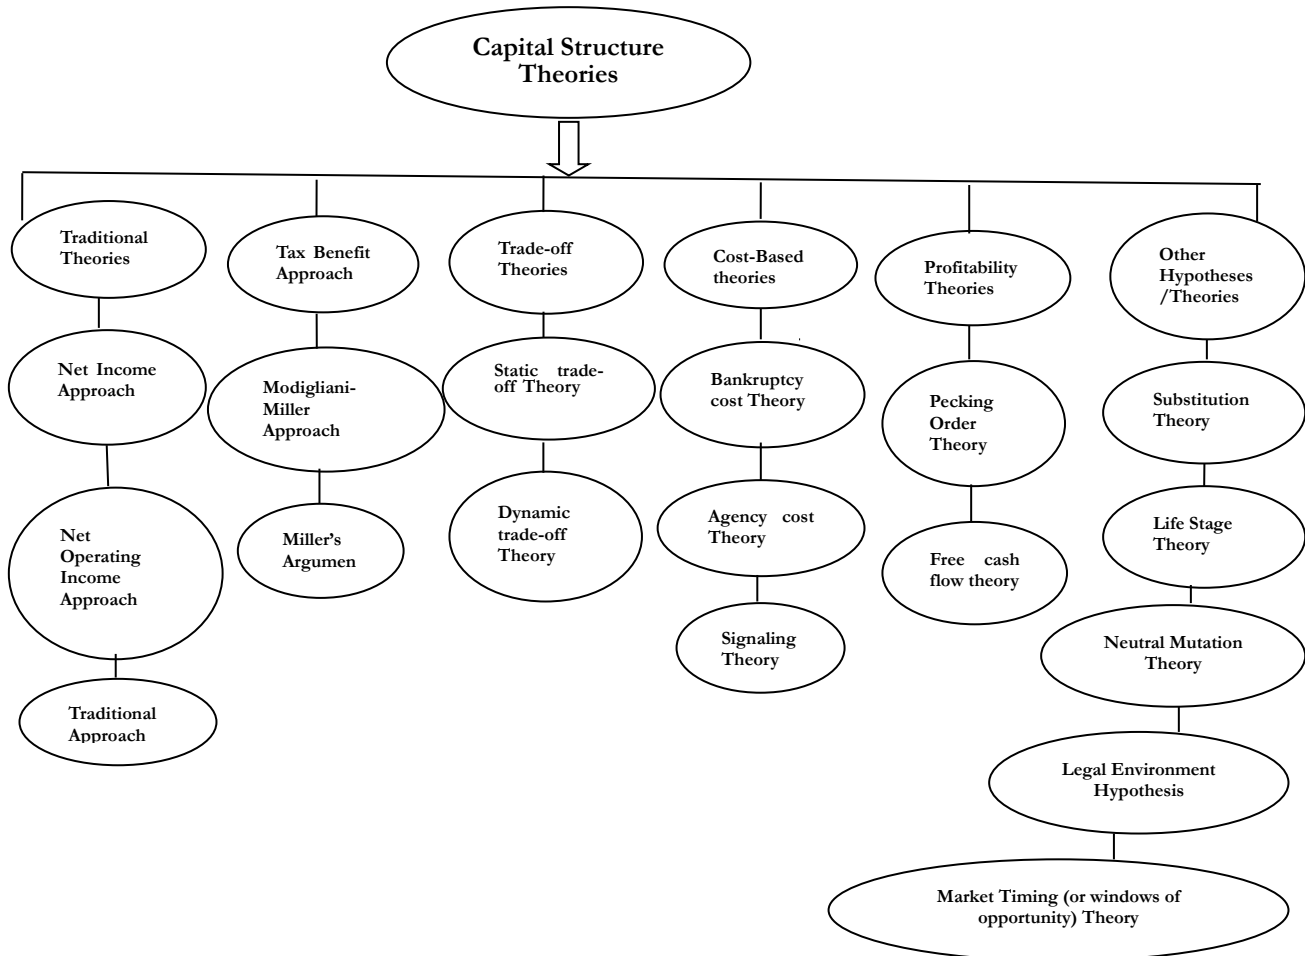 Capital Structure
Theories
Traditional
Theories
Net Income
Approach
Net
Operating
Income
Approach
Traditional
Approach
Tax Benefit
Approach
Modigliani-
Miller
Approach
Miller’s
Argumen
Trade-off
Theories
Static trade-
off Theory
Dynamic
trade-off
Theory
Cost-Based
theories
Bankruptcy
cost Theory
Agency cost
Theory
Signaling
Theory
Profitability
Theories
Pecking
Order
Theory
Free cash
flow theory
Other
Hypotheses
/Theories
Substitution
Theory
Life Stage
Theory
Neutral Mutation
Theory
Legal Environment
Hypothesis
Market Timing (or windows of
opportunity) Theory